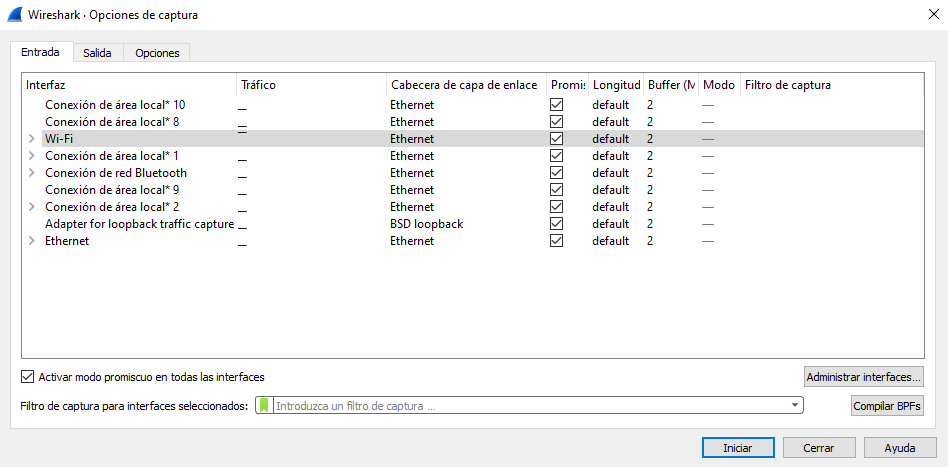 Wireshark · Opciones de captura
Entrada Salida Opciones
Interfaz Tráfico Cabecera de capa de enlace Promis Longitud Buffer (M Modo Filtro de captura
Conexión de área local* 10 Ethernet default 2 —
Conexión de área local* 8 Ethernet default 2 —
Wi-Fi Ethernet default 2 —
Conexión de área local* 1 Ethernet default 2 —
Conexión de red Bluetooth Ethernet default 2 —
Conexión de área local* 9 Ethernet default 2 —
Conexión de área local* 2 Ethernet default 2 —
Adapter for loopback traffic capture BSD loopback default 2 —
Ethernet Ethernet default 2 —
Activar modo promiscuo en todas las interfaces Administrar interfaces...
Filtro de captura para interfaces seleccionados: Introduzca un filtro de captura ... Compilar BPFs
Iniciar Cerrar Ayuda